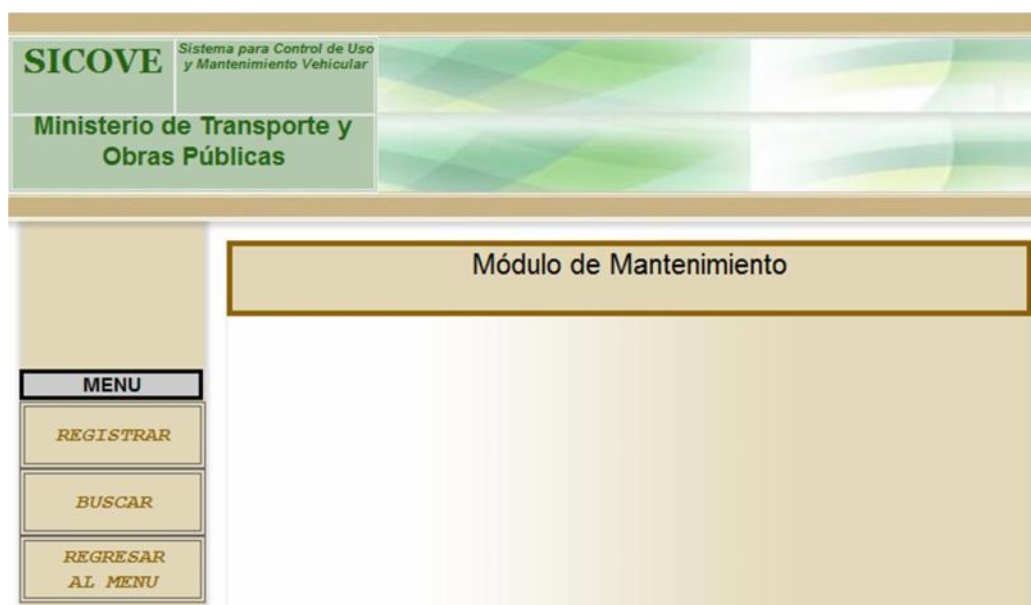 SICOVE
Sistema para Control de Uso
y Mantenimiento Vehicular
Ministerio de Transporte y
Obras Públicas
Módulo de Mantenimiento
MENU
REGISTRAR
BUSCAR
REGRESAR
AL MENU